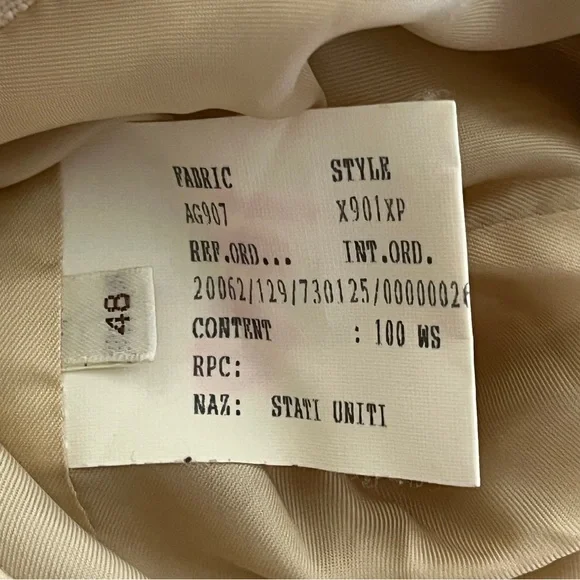 FABRIC STYLE
AG907 X901XP
REF.ORD... INT.ORD.
20062/129/730125/0000002
CONTENT : 100 WS
RPC:
NAZ: STATI UNITI
48